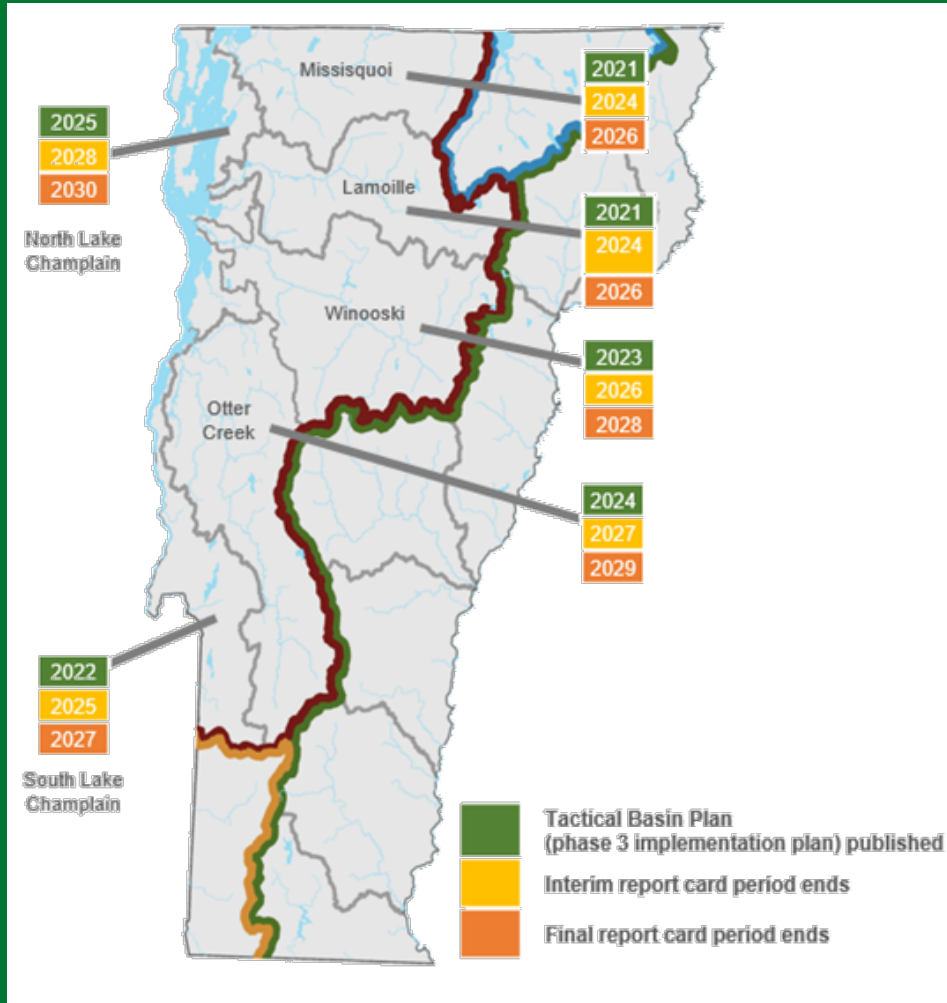 Missisquoi
2021
2024
2026
2025
2028
2030
North Lake
Champlain
Lamoille
2021
2024
2026
Winooski
2023
2026
2028
Otter
Creek
2024
2027
2029
2022
2025
2027
South Lake
Champlain
Tactical Basin Plan
(phase 3 implementation plan) published
Interim report card period ends
Final report card period ends